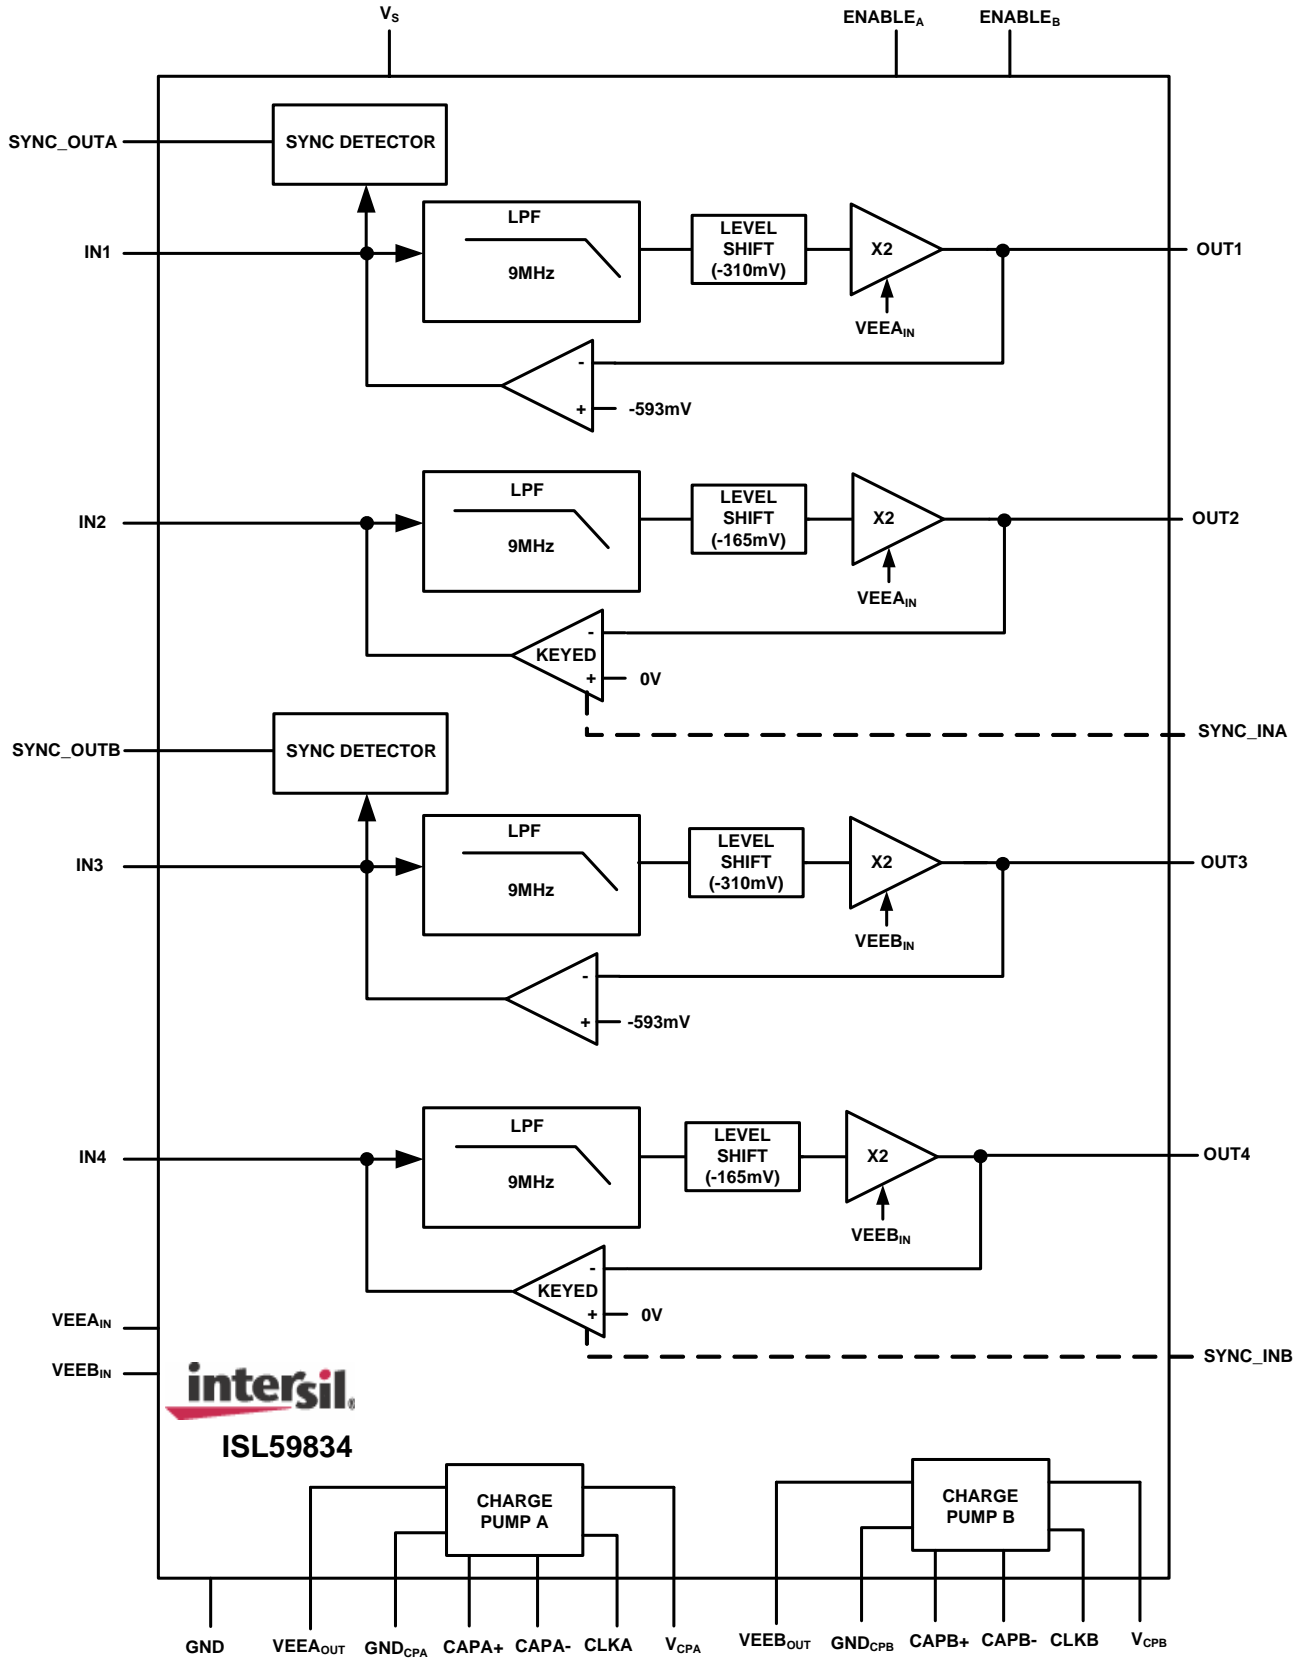 VS
ENABLEA
ENABLEB
SYNC_OUTA
SYNC DETECTOR
IN1
LPF
9MHz
LEVEL
SHIFT
(-310mV)
X2
VEEAIN
OUT1
-
+
-593mV
IN2
LPF
9MHz
LEVEL
SHIFT
(-165mV)
X2
VEEAIN
OUT2
-
KEYED
+
0V
SYNC_INA
SYNC_OUTB
SYNC DETECTOR
IN3
LPF
9MHz
LEVEL
SHIFT
(-310mV)
X2
VEEBIN
OUT3
-
+
-593mV
IN4
LPF
9MHz
LEVEL
SHIFT
(-165mV)
X2
VEEBIN
OUT4
-
KEYED
+
0V
SYNC_INB
VEEAIN
VEEBIN
intersil®
ISL59834
CHARGE
PUMP A
CHARGE
PUMP B
GND
VEEAOUT
GNDCPA
CAPA+
CAPA-
CLKA
VCPA
VEEBOUT
GNDCPB
CAPB+
CAPB-
CLKB
VCPB